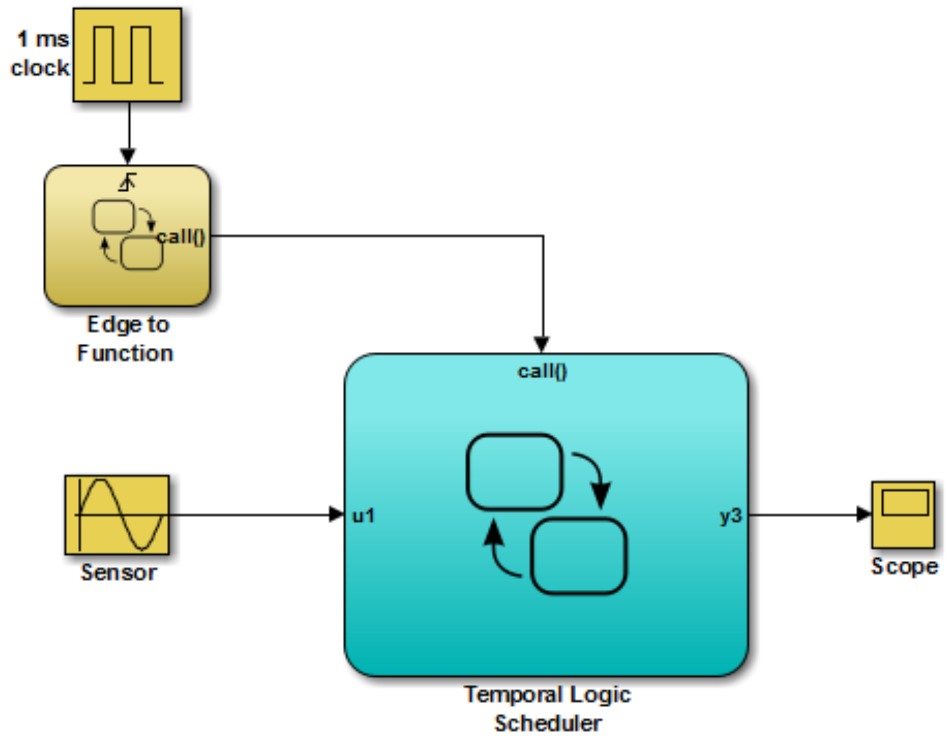 1 ms
clock
call()
Edge to
Function
call()
u1
y3
Sensor
Scope
Temporal Logic
Scheduler